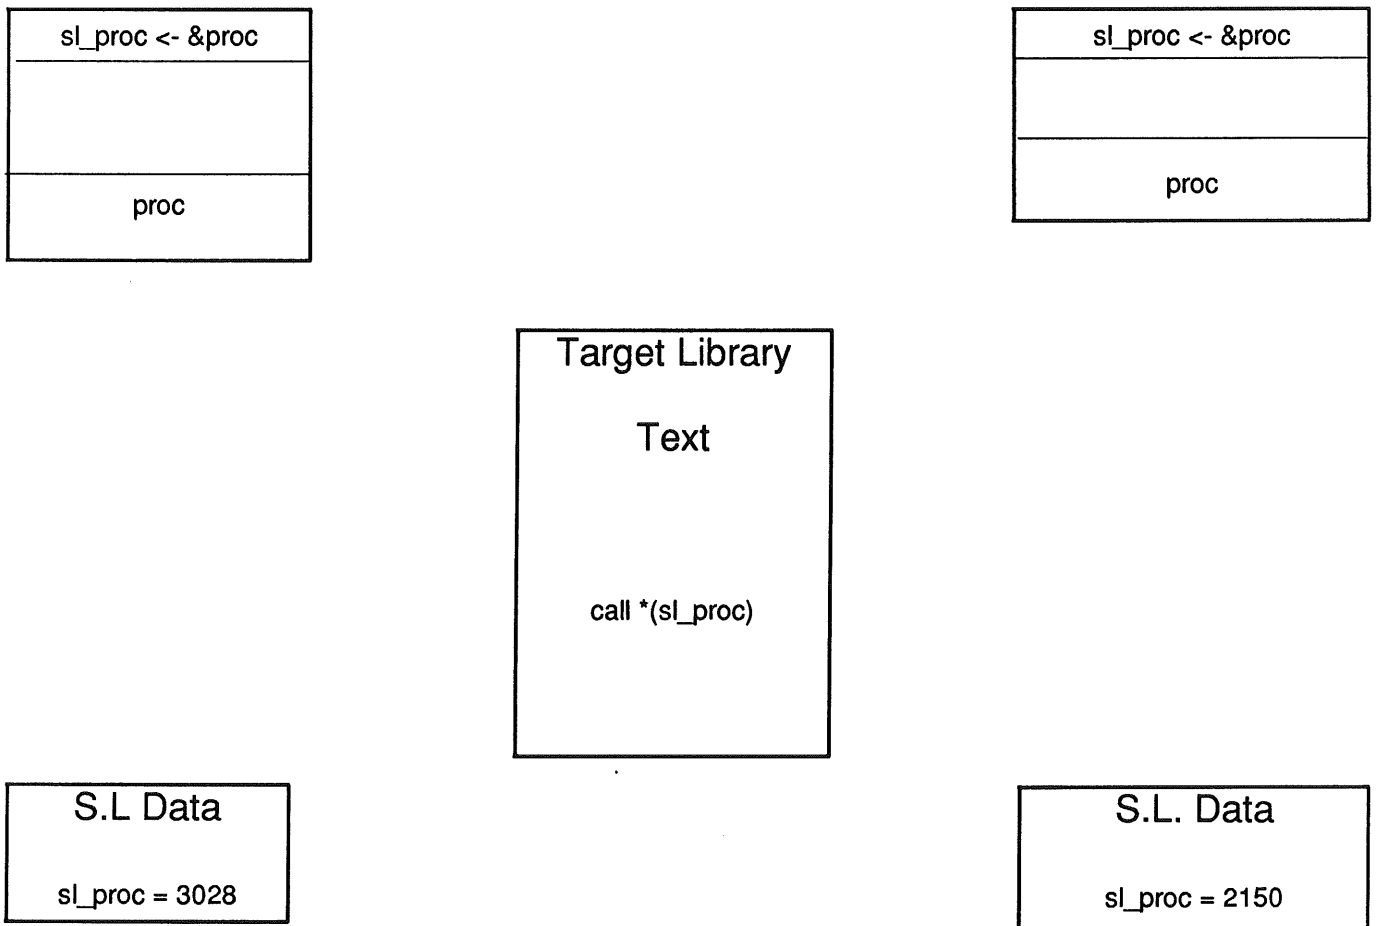 sl_proc <- &proc
proc
sl_proc <- &proc
proc
Target Library
Text
call *(sl_proc)
S.L Data
sl_proc = 3028
S.L. Data
sl_proc = 2150